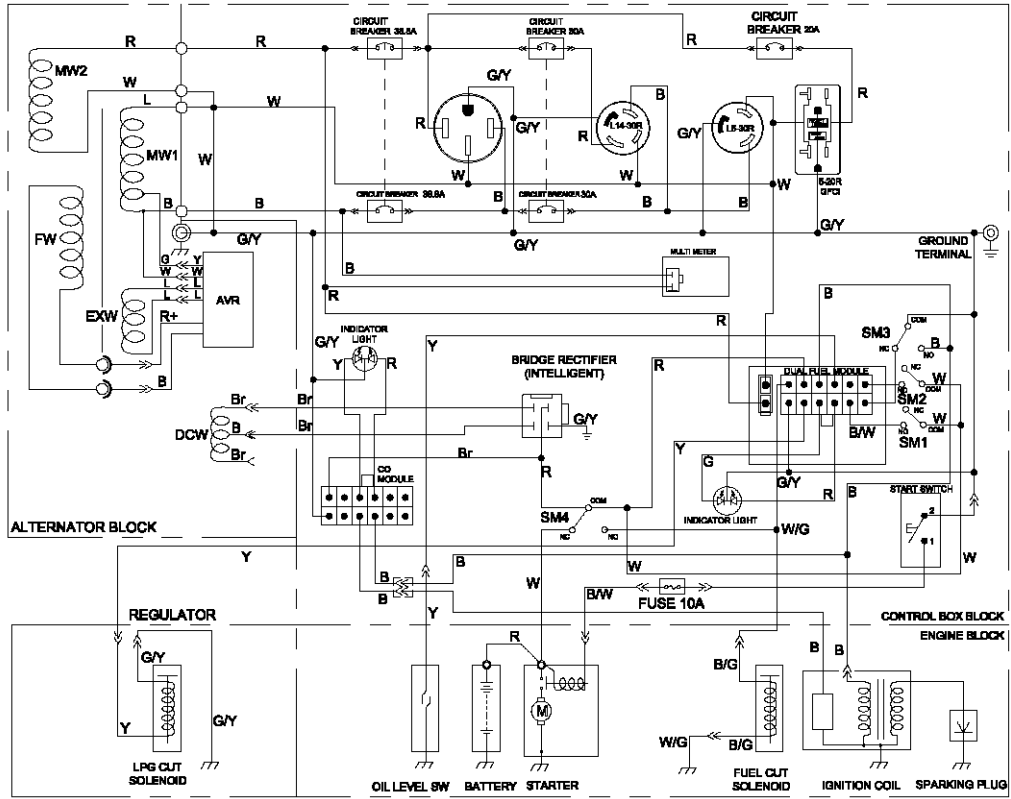 CIRCUIT
BREAKER 38.8A
CIRCUIT
BREAKER 30A
CIRCUIT
BREAKER 20A
R
R
R
MW2
W
G/Y
L
W
B
R
R
G/Y
R
L14-30R
G/Y
L5-30R
MW1
W
W
W
W
5-20R
GFCI
CIRCUIT BREAKER 38.8A
CIRCUIT BREAKER 30A
B
B
B
B
B
G/Y
FW
G/Y
G/Y
GROUND
TERMINAL
MULTI METER
G
Y
W
W
L
L
L
L
AVR
B
R
B
EXW
R+
R
COM
SM3
INDICATOR
LIGHT
G/Y
Y
R
Y
BRIDGE RECTIFIER
(INTELLIGENT)
R
NC
NO
B
B
DUAL FUEL MODULE
NC
W
NO
COM
SM2
NC
W
NO
COM
SM1
Br
Br
DCW
B
Br
Br
G/Y
B/W
Y
Br
G
CO
MODULE
R
G/Y
R
B
INDICATOR LIGHT
START SWITCH
2
1
COM
SM4
NC
NO
W/G
ALTERNATOR BLOCK
Y
B
B
B
W
W
W
B/W
FUSE 10A
REGULATOR
Y
CONTROL BOX BLOCK
ENGINE BLOCK
R
B
B
G/Y
B/G
Y
G/Y
M
W/G
B/G
LPG CUT
SOLENOID
OIL LEVEL SW
BATTERY
STARTER
FUEL CUT
SOLENOID
IGNITION COIL
SPARKING PLUG